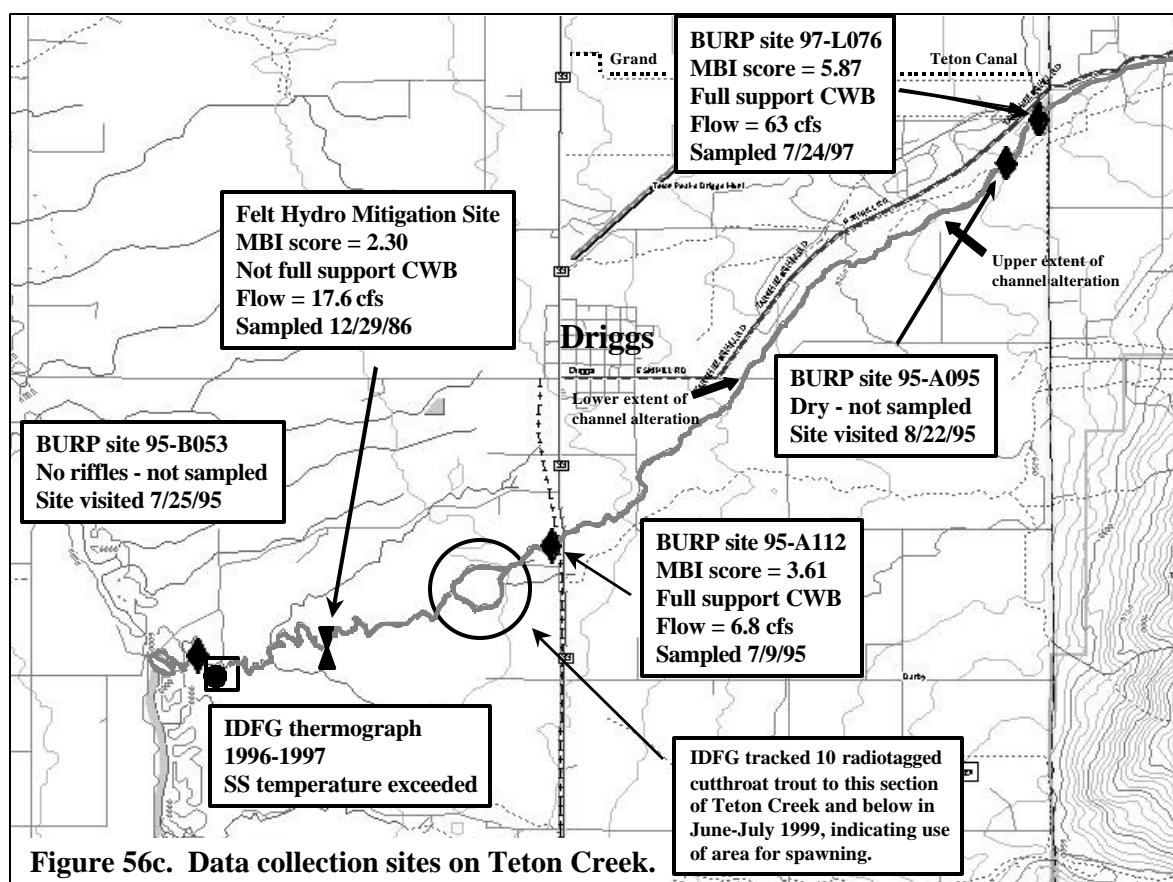 BURP site 97-L076
MBI score = 5.87
Full support CWB
Flow = 63 cfs
Sampled 7/24/97
Grand
Teton Canal
33
Felt Hydro Mitigation Site
MBI score = 2.30
Not full support CWB
Flow = 17.6 cfs
Sampled 12/29/86
33
Upper extent of
channel alteration
Driggs
Driggs
Lower extent of
channel alteration
BURP site 95-A095
Dry - not sampled
Site visited 8/22/95
BURP site 95-B053
No riffles - not sampled
Site visited 7/25/95
33
BURP site 95-A112
MBI score = 3.61
Full support CWB
Flow = 6.8 cfs
Sampled 7/9/95
33
Darby
IDFG thermograph
1996-1997
SS temperature exceeded
IDFG tracked 10 radiotagged
cutthroat trout to this section
of Teton Creek and below in
June-July 1999, indicating use
of area for spawning.
Figure 56c. Data collection sites on Teton Creek.